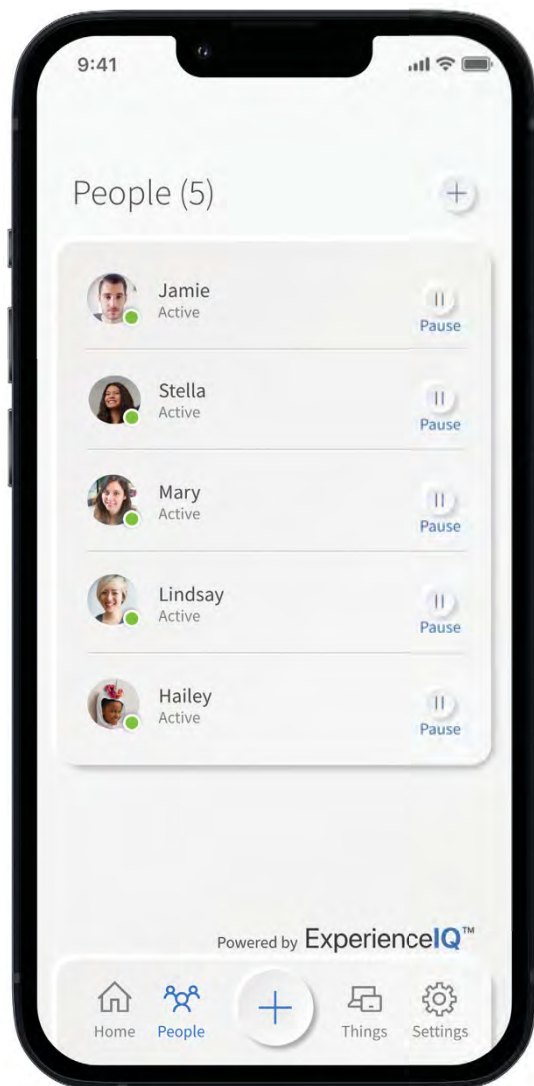 9:41
People (5)
Jamie
Active
Pause
Stella
Active
Pause
Mary
Active
Pause
Lindsay
Active
Pause
Hailey
Active
Pause
Powered by ExperienceIQ™
Home People Things Settings